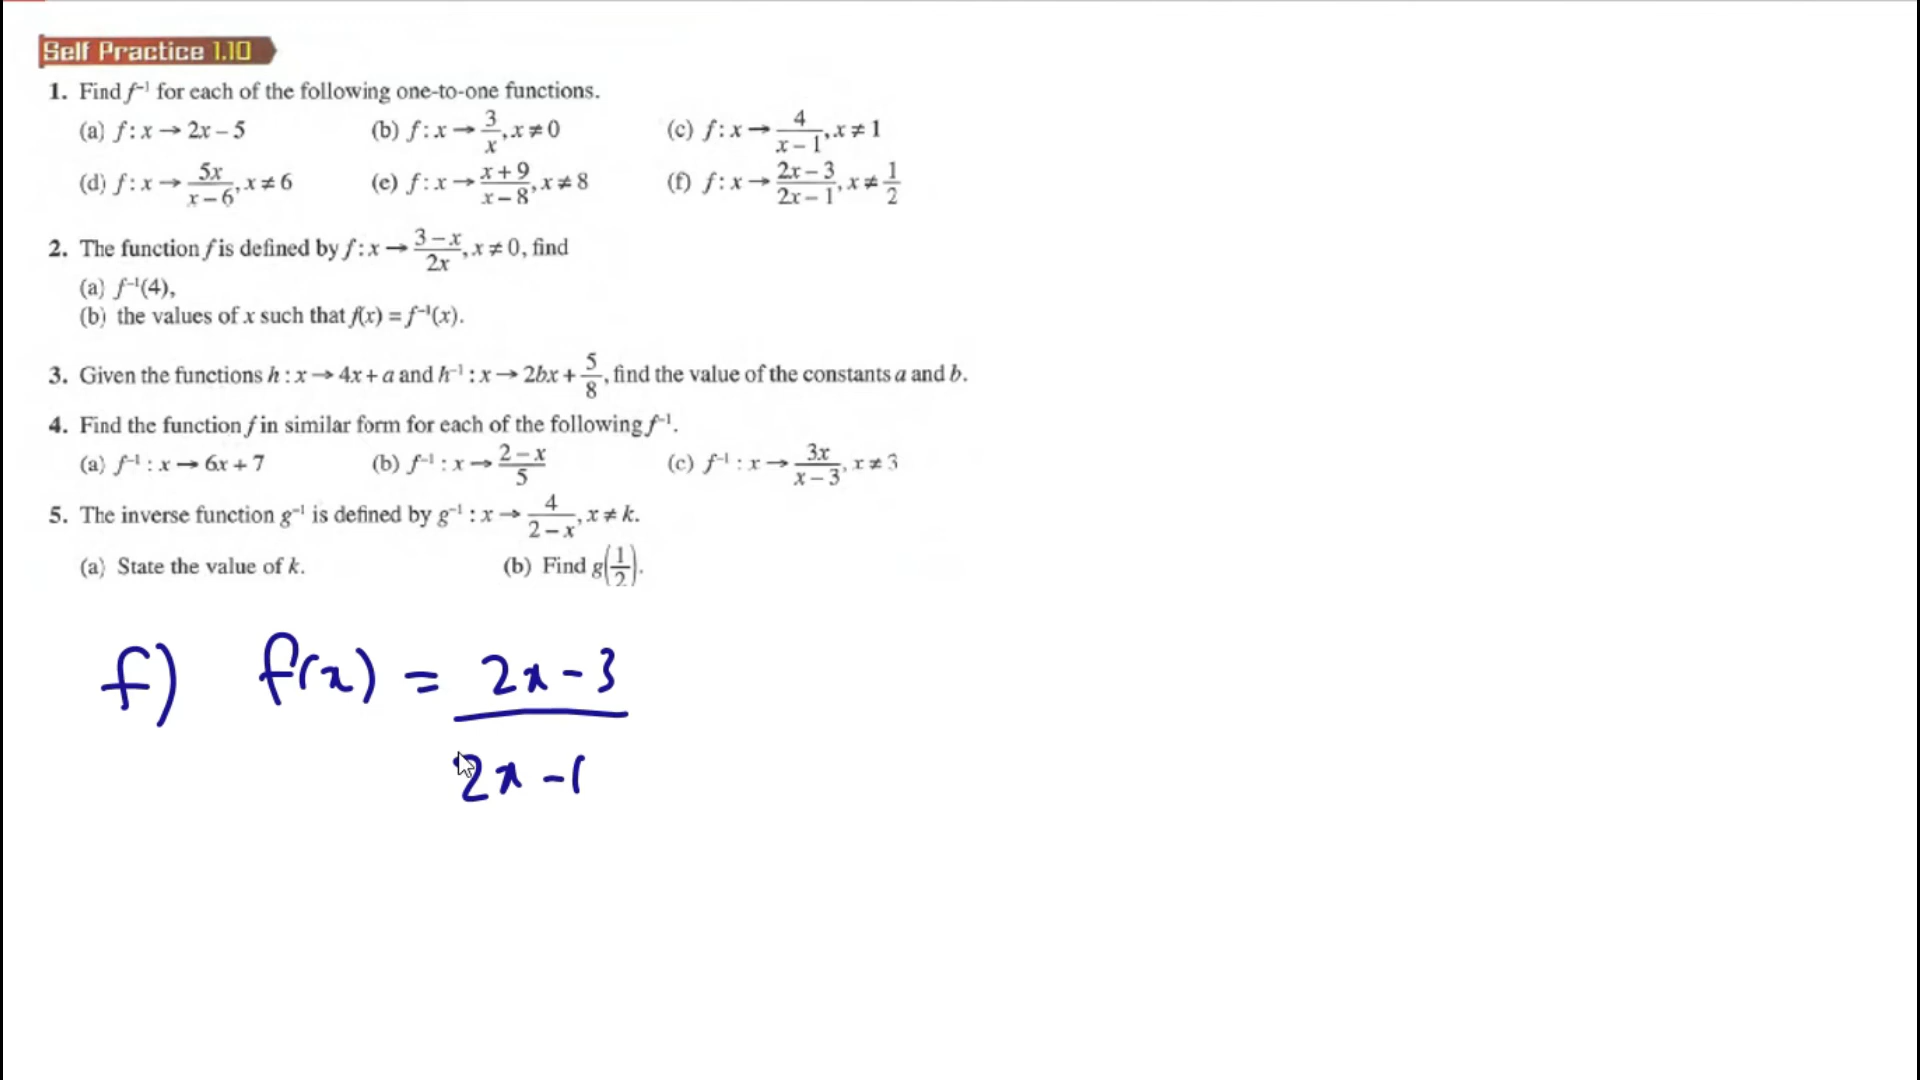 Self Practice 1.10
1. Find f⁻¹ for each of the following one-to-one functions.
(a) f : x → 2x – 5 (b) f : x → 3/x, x ≠ 0 (c) f : x → 4/(x – 1), x ≠ 1
(d) f : x → 5x/(x – 6), x ≠ 6 (e) f : x → (x + 9)/(x – 8), x ≠ 8 (f) f : x → (2x – 3)/(2x – 1), x ≠ 1/2
2. The function f is defined by f : x → (3 – x)/2x, x ≠ 0, find
(a) f⁻¹(4),
(b) the values of x such that f(x) = f⁻¹(x).
3. Given the functions h : x → 4x + a and h⁻¹ : x → 2bx + 5/8, find the value of the constants a and b.
4. Find the function f in similar form for each of the following f⁻¹.
(a) f⁻¹ : x → 6x + 7 (b) f⁻¹ : x → (2 – x)/5 (c) f⁻¹ : x → 3x/(x – 3), x ≠ 3
5. The inverse function g⁻¹ is defined by g⁻¹ : x → 4/(2 – x), x ≠ k.
(a) State the value of k. (b) Find g(1/2).
f) f(x) = (2x - 3)/(2x - 1)